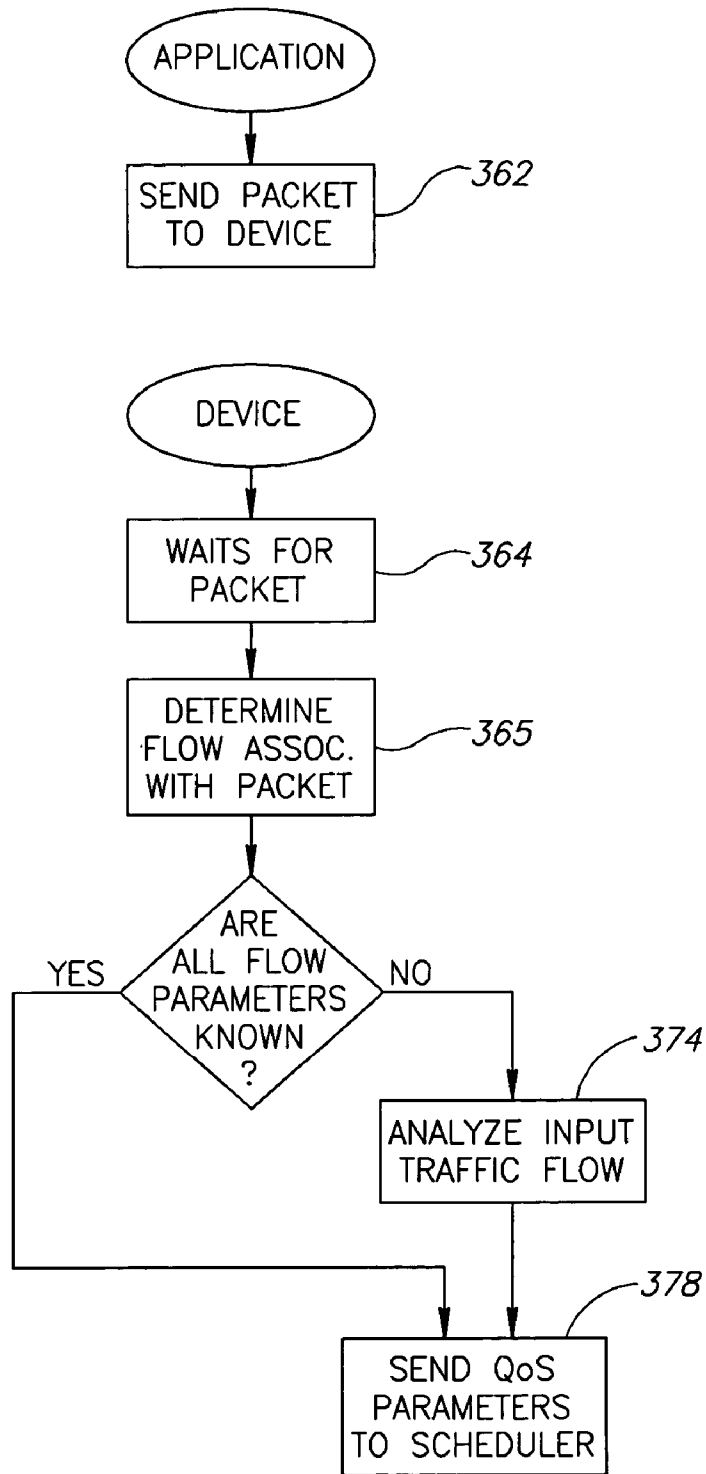 APPLICATION
SEND PACKET
TO DEVICE
362
DEVICE
WAITS FOR
PACKET
364
DETERMINE
FLOW ASSOC.
WITH PACKET
365
ARE
ALL FLOW
PARAMETERS
KNOWN
?
YES
NO
374
ANALYZE INPUT
TRAFFIC FLOW
378
SEND QoS
PARAMETERS
TO SCHEDULER